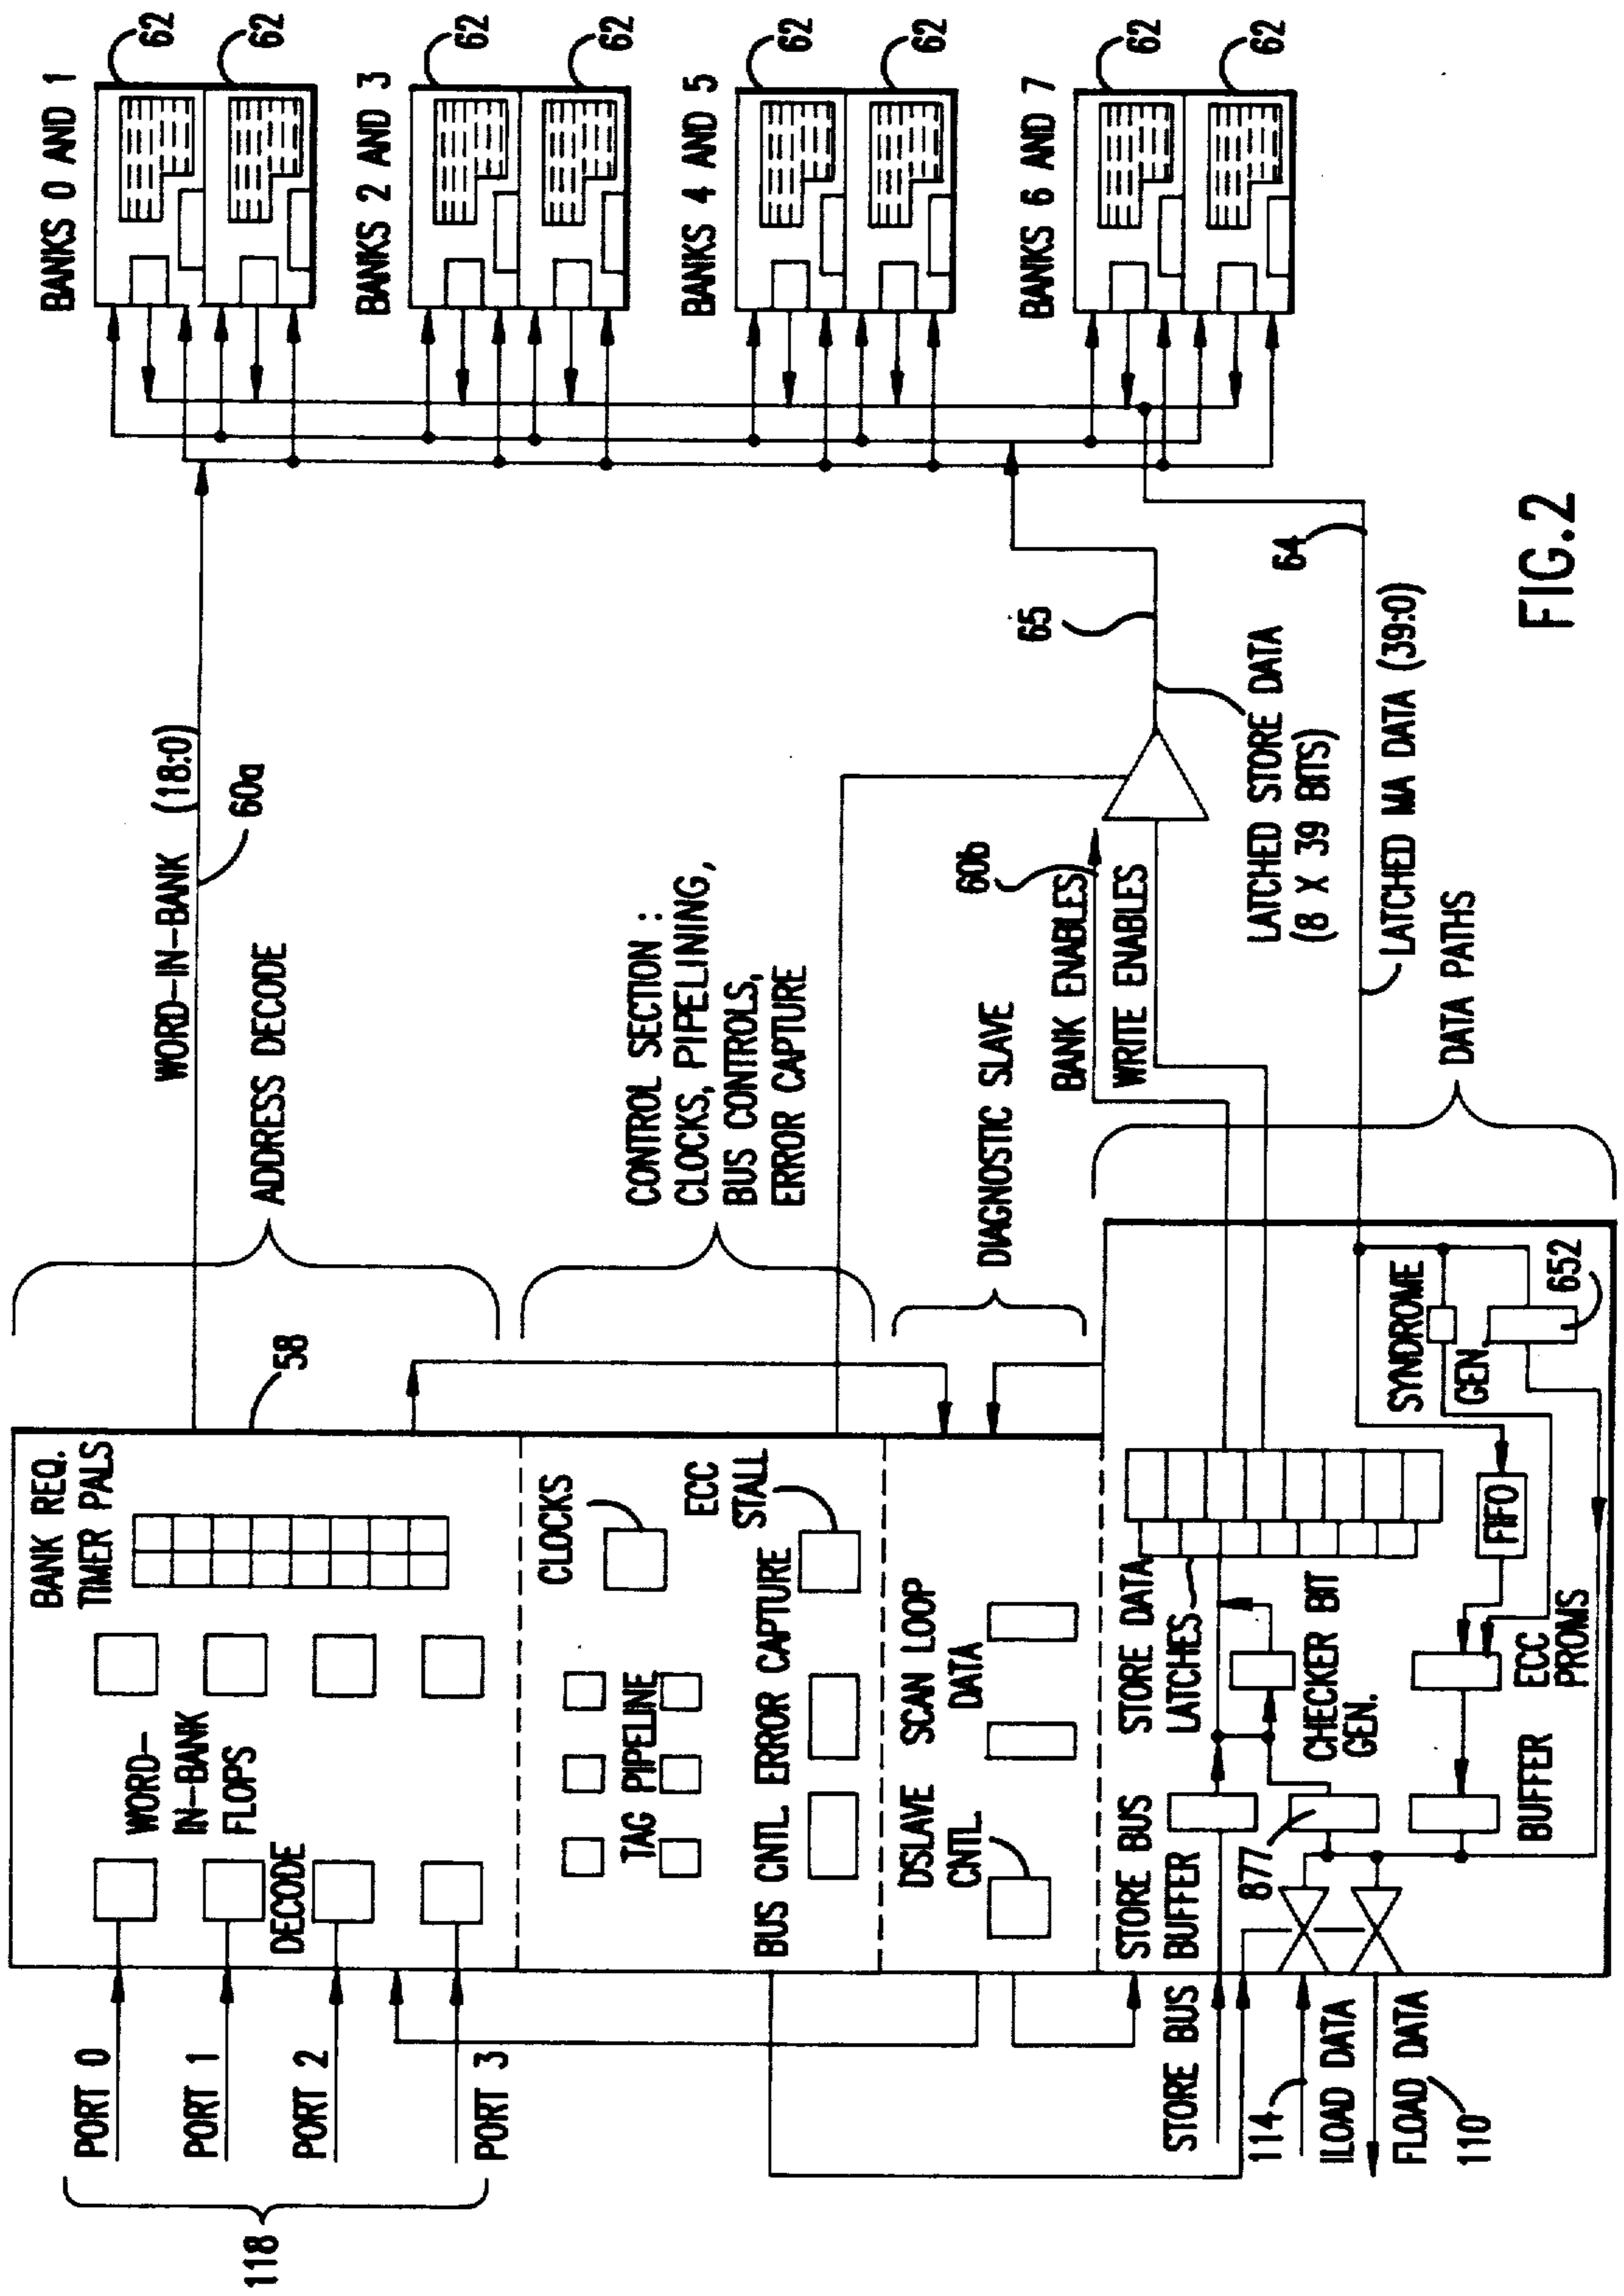 118
PORT 0
PORT 1
PORT 2
PORT 3
BANK REQ.
TIMER PALS
WORD-
IN-BANK
FLOPS
DECODE
58
ADDRESS DECODE
WORD-IN-BANK (18:0)
60a
BANKS 0 AND 1
62
62
BANKS 2 AND 3
62
62
BANKS 4 AND 5
62
62
BANKS 6 AND 7
62
62
CLOCKS
ECC
STALL
TAG PIPELINE
BUS CNTL.
ERROR CAPTURE
CONTROL SECTION :
CLOCKS, PIPELINING,
BUS CONTROLS,
ERROR CAPTURE
DSLAVE
CNTL.
SCAN LOOP
DATA
DIAGNOSTIC SLAVE
BANK ENABLES
60b
WRITE ENABLES
65
LATCHED STORE DATA
(8 X 39 BITS)
64
LATCHED MA DATA (39:0)
DATA PATHS
STORE BUS
114
ILOAD DATA
FLOAD DATA
110
STORE BUS
BUFFER
877
STORE DATA
LATCHES
CHECKER BIT
GEN.
BUFFER
ECC
PROMS
FIFO
SYNDROME
GEN.
652
FIG.2